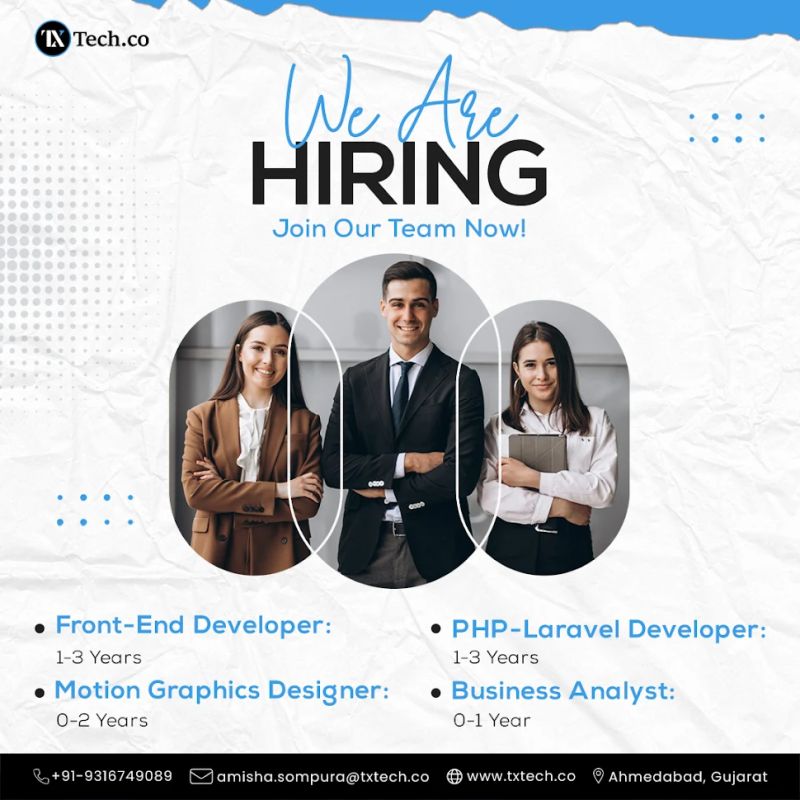 TX Tech.co
We Are
HIRING
Join Our Team Now!
• Front-End Developer:
1-3 Years
• Motion Graphics Designer:
0-2 Years
• PHP-Laravel Developer:
1-3 Years
• Business Analyst:
0-1 Year
+91-9316749089 amisha.sompura@txtech.co www.txtech.co Ahmedabad, Gujarat